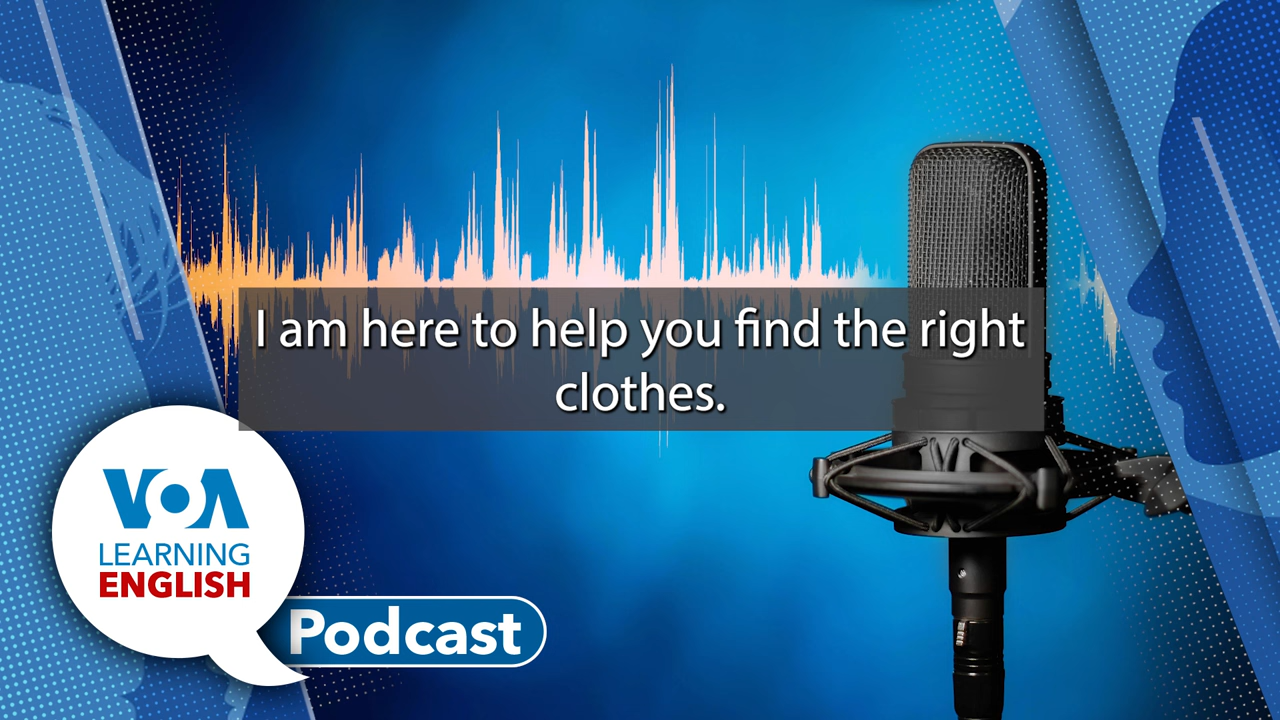 I am here to help you find the right
clothes.
VOA
LEARNING
ENGLISH
Podcast